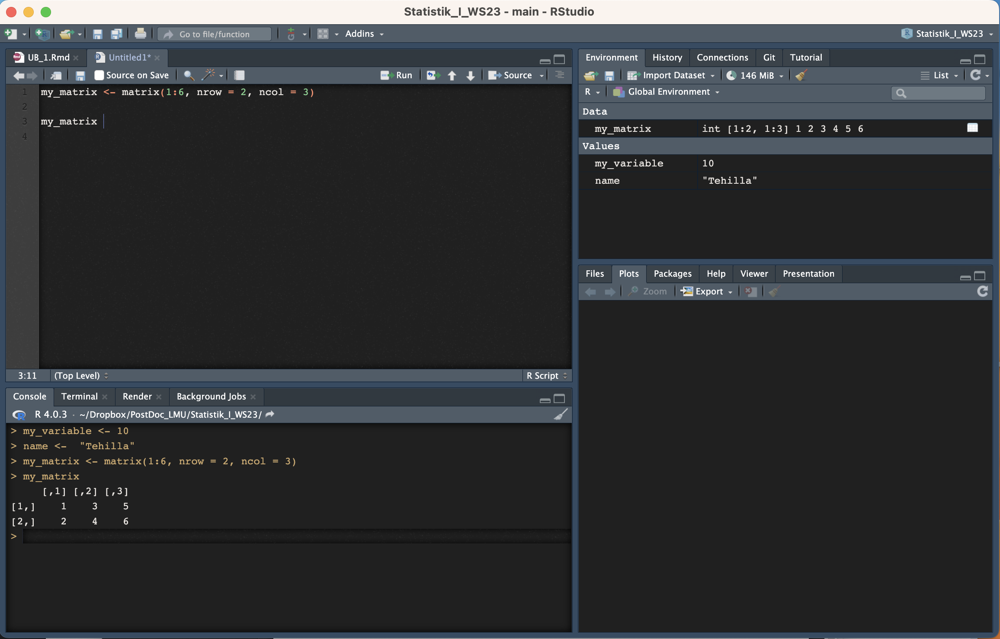 Statistik_I_WS23 - main - RStudio
Go to file/function Addins Statistik_I_WS23
UB_1.Rmd Untitled1*
Source on Save Run Source
1 my_matrix <- matrix(1:6, nrow = 2, ncol = 3)
2
3 my_matrix
4
3:11 (Top Level) R Script
Console Terminal Render Background Jobs
R 4.0.3 · ~/Dropbox/PostDoc_LMU/Statistik_I_WS23/
> my_variable <- 10
> name <-  "Tehilla"
> my_matrix <- matrix(1:6, nrow = 2, ncol = 3)
> my_matrix
     [,1] [,2] [,3]
[1,]    1    3    5
[2,]    2    4    6
>
Environment History Connections Git Tutorial
Import Dataset 146 MiB List
R Global Environment
Data
my_matrix int [1:2, 1:3] 1 2 3 4 5 6
Values
my_variable 10
name "Tehilla"
Files Plots Packages Help Viewer Presentation
Zoom Export